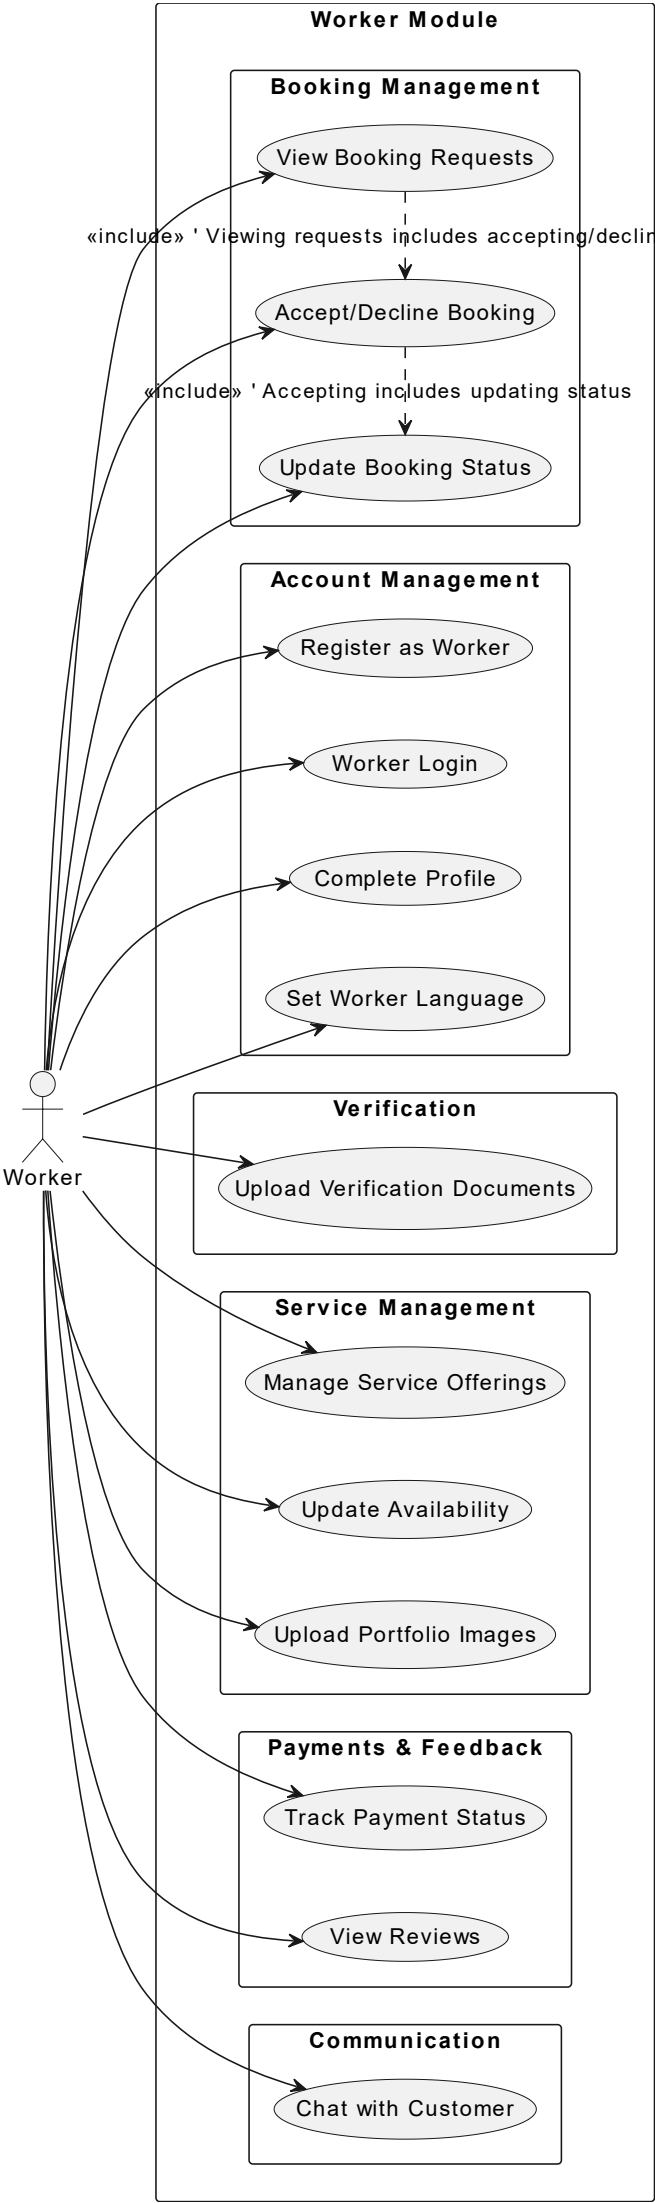 Worker Module
Booking Management
View Booking Requests
«include» ' Viewing requests includes accepting/declin
Accept/Decline Booking
«include» ' Accepting includes updating status
Update Booking Status
Account Management
Register as Worker
Worker Login
Complete Profile
Set Worker Language
Worker
Verification
Upload Verification Documents
Service Management
Manage Service Offerings
Update Availability
Upload Portfolio Images
Payments & Feedback
Track Payment Status
View Reviews
Communication
Chat with Customer